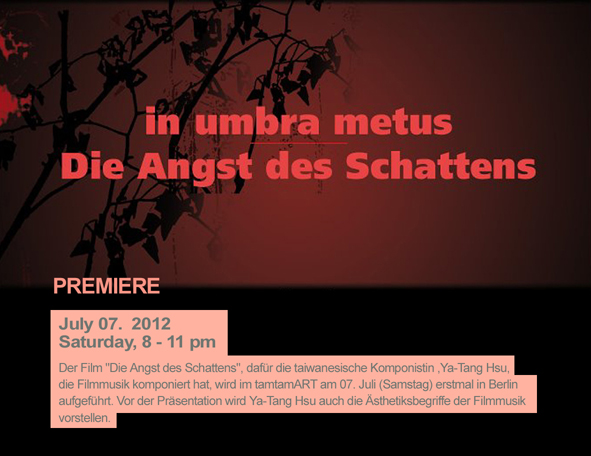 in umbra metus
Die Angst des Schattens
PREMIERE
July 07.  2012
Saturday, 8 - 11 pm
Der Film "Die Angst des Schattens", dafür die taiwanesische Komponistin ,Ya-Tang Hsu,
die Filmmusik komponiert hat, wird im tamtamART am 07. Juli (Samstag) erstmal in Berlin
aufgeführt. Vor der Präsentation wird Ya-Tang Hsu auch die Ästhetiksbegriffe der Filmmusik
vorstellen.